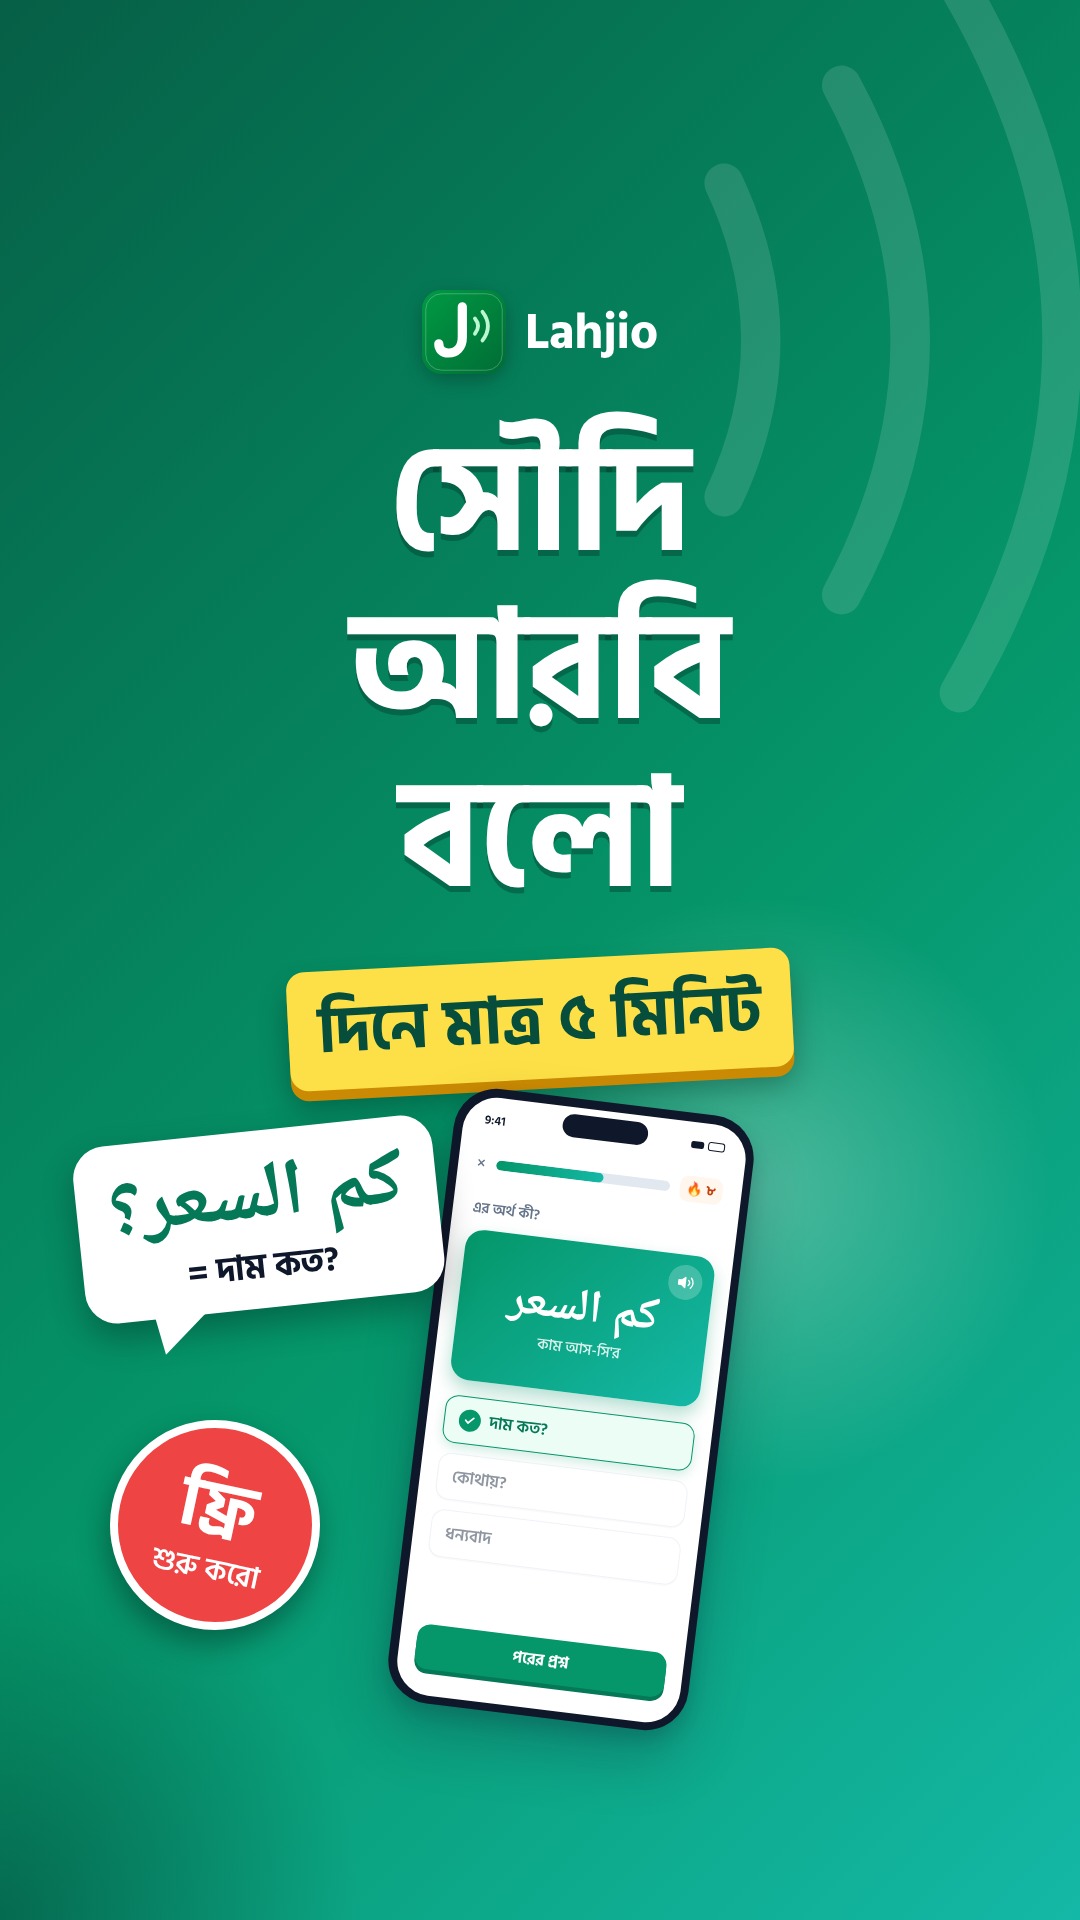 Lahjio
সৌদি
আরবি
বলো
দিনে মাত্র ৫ মিনিট
كم السعر؟
= দাম কত?
9:41
× 🔥 ৮
এর অর্থ কী?
كم السعر
কাম আস-সি'র
দাম কত?
কোথায়?
ধন্যবাদ
পরের প্রশ্ন
ফ্রি
শুরু করো